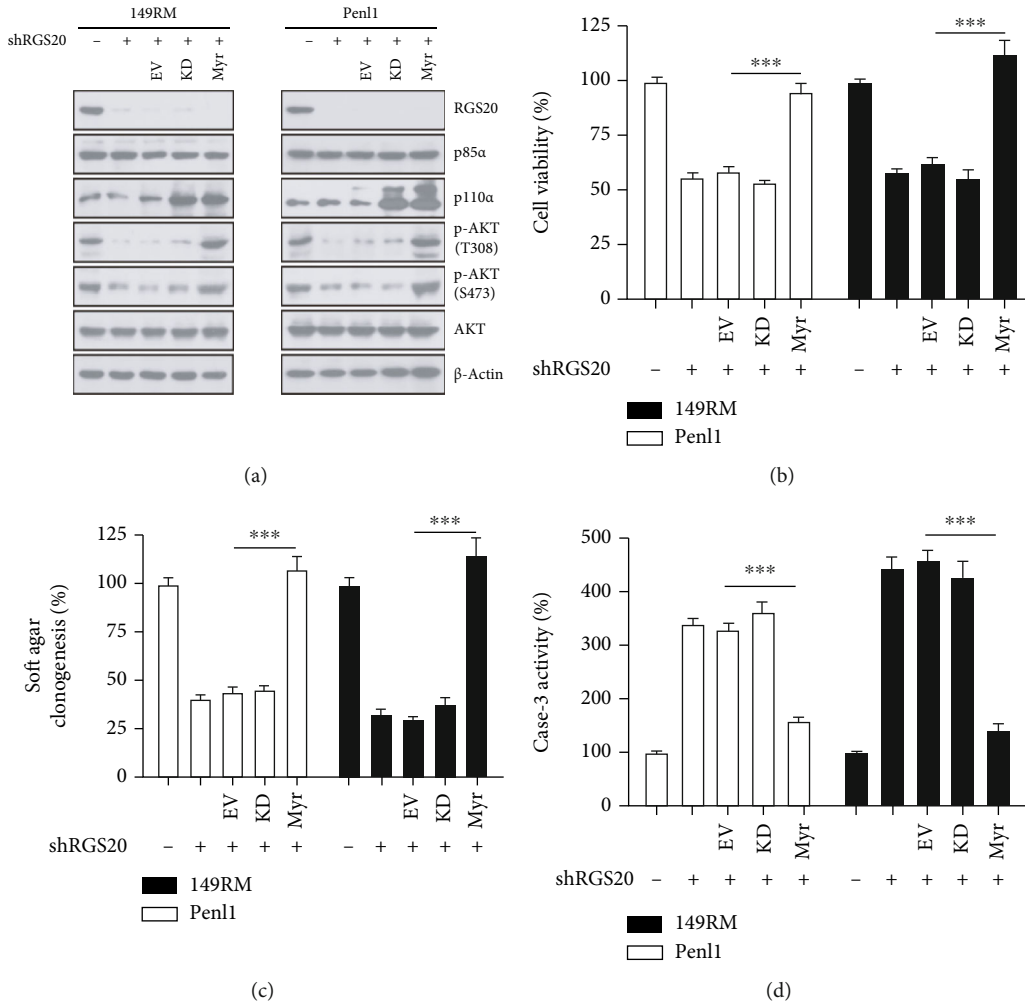 149RM Penl1
shRGS20 – + + + + – + + + +
EV KD Myr EV KD Myr
RGS20
p85α
p110α
p-AKT
(T308)
p-AKT
(S473)
AKT
β-Actin
(a)
Cell viability (%)
125
100
75
50
25
0
*** ***
EV KD Myr EV KD Myr
shRGS20 – + + + + – + + + +
149RM
Penl1
(b)
Soft agar
clonogenesis (%)
125
100
75
50
25
0
*** ***
EV KD Myr EV KD Myr
shRGS20 – + + + + – + + + +
149RM
Penl1
(c)
Case-3 activity (%)
500
400
300
200
100
0
*** ***
EV KD Myr EV KD Myr
shRGS20 – + + + + – + + + +
149RM
Penl1
(d)